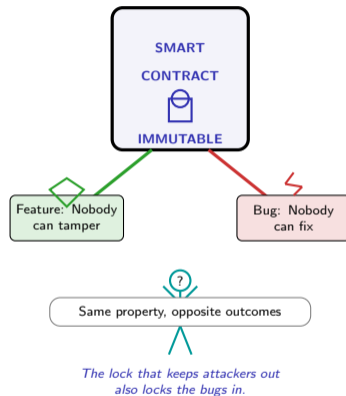 SMART
CONTRACT
IMMUTABLE
Feature: Nobody
can tamper
Bug: Nobody
can fix
?
Same property, opposite outcomes
The lock that keeps attackers out
also locks the bugs in.